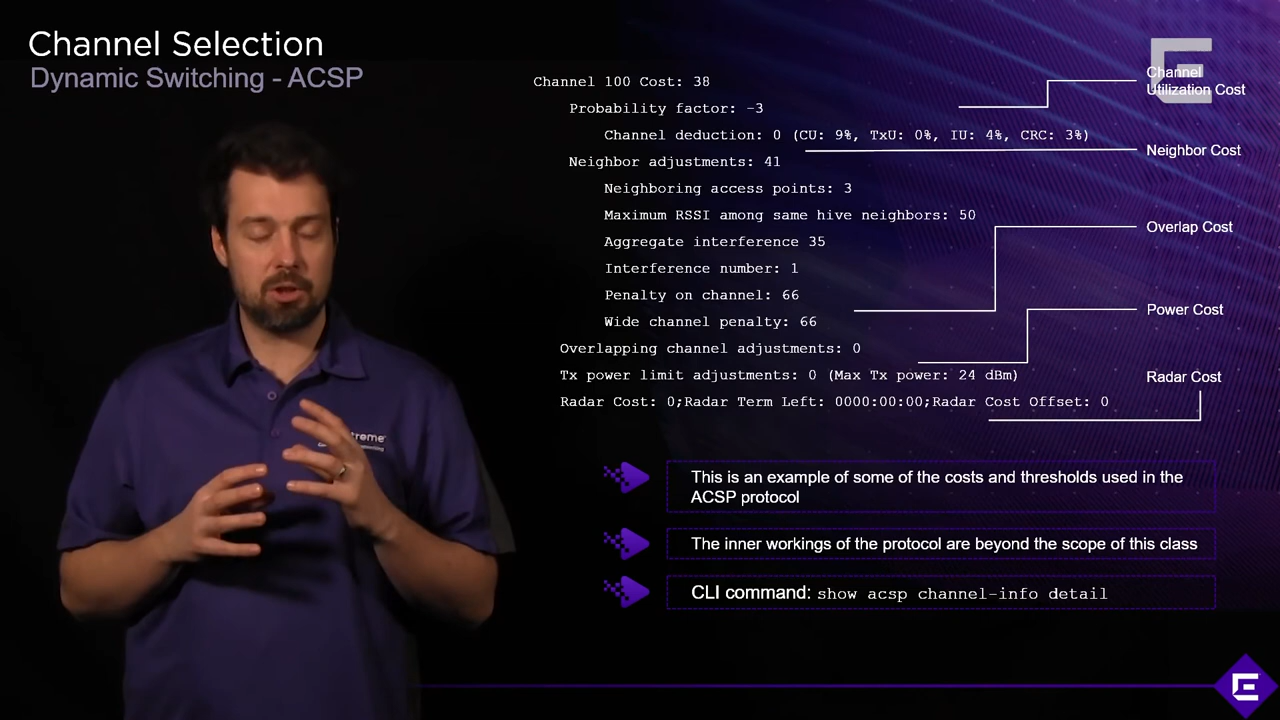 Channel Selection
Dynamic Switching - ACSP
Channel 100 Cost: 38
Probability factor: -3
Channel deduction: 0 (CU: 9%, TxU: 0%, IU: 4%, CRC: 3%)
Neighbor adjustments: 41
Neighboring access points: 3
Maximum RSSI among same hive neighbors: 50
Aggregate interference 35
Interference number: 1
Penalty on channel: 66
Wide channel penalty: 66
Overlapping channel adjustments: 0
Tx power limit adjustments: 0 (Max Tx power: 24 dBm)
Radar Cost: 0;Radar Term Left: 0000:00:00;Radar Cost Offset: 0
Channel
Utilization Cost
Neighbor Cost
Overlap Cost
Power Cost
Radar Cost
This is an example of some of the costs and thresholds used in the
ACSP protocol
The inner workings of the protocol are beyond the scope of this class
CLI command: show acsp channel-info detail